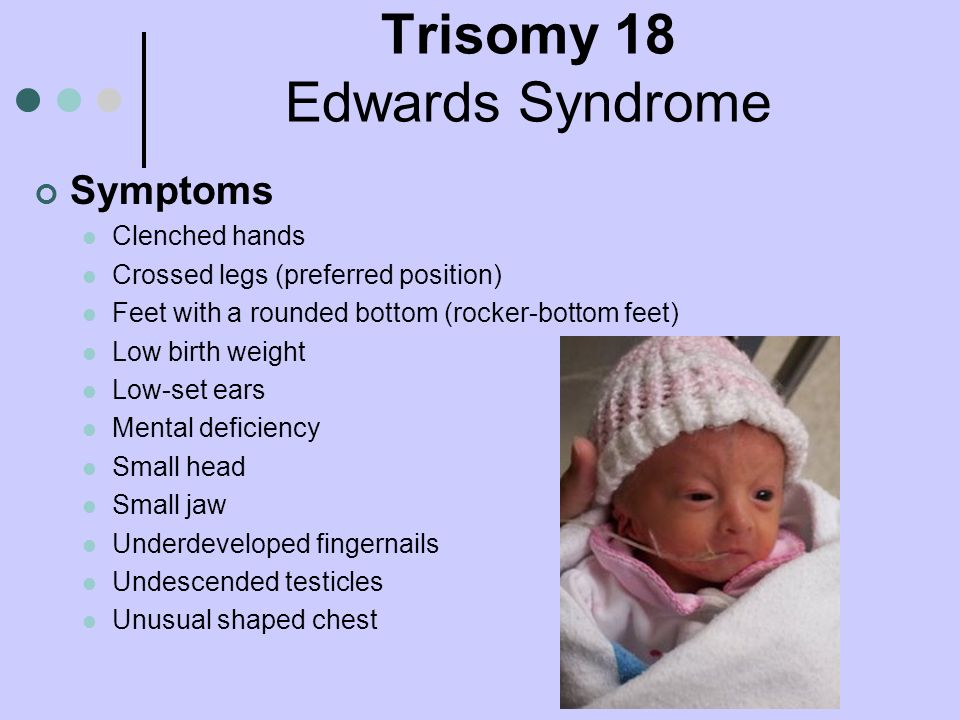 Trisomy 18
Edwards Syndrome
Symptoms
Clenched hands
Crossed legs (preferred position)
Feet with a rounded bottom (rocker-bottom feet)
Low birth weight
Low-set ears
Mental deficiency
Small head
Small jaw
Underdeveloped fingernails
Undescended testicles
Unusual shaped chest